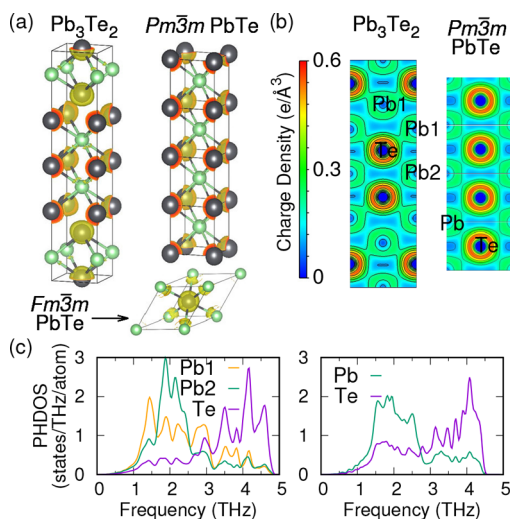 (a)
Pb₃Te₂
Pm3̅m PbTe
Fm3̅m
PbTe
(b)
Pb₃Te₂
Pm3̅m
PbTe
Charge Density (e/Å³)
0.6
0.3
0
Pb1
Pb1
Te
Pb2
Pb
Te
(c)
PHDOS
(states/THz/atom)
3
2
1
0
Pb1
Pb2
Te
0 1 2 3 4 5
Frequency (THz)
3
2
1
0
Pb
Te
0 1 2 3 4 5
Frequency (THz)